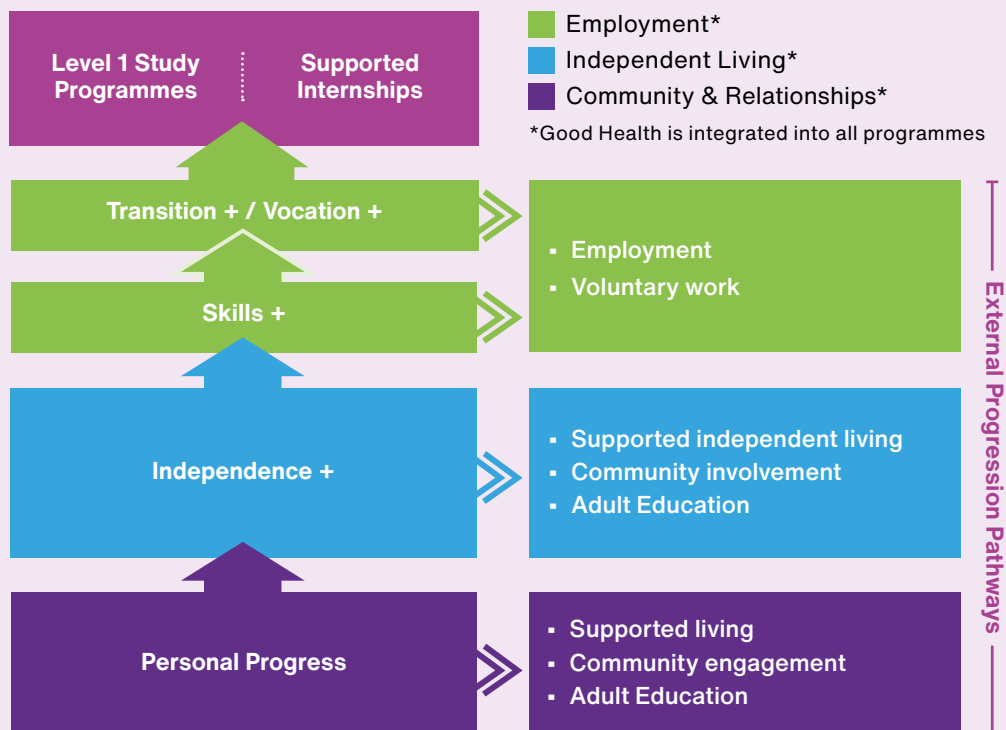 Level 1 Study
Programmes
Supported
Internships
Employment*
Independent Living*
Community & Relationships*
*Good Health is integrated into all programmes
Transition + / Vocation +
Skills +
▪ Employment
▪ Voluntary work
Independence +
▪ Supported independent living
▪ Community involvement
▪ Adult Education
Personal Progress
▪ Supported living
▪ Community engagement
▪ Adult Education
External Progression Pathways